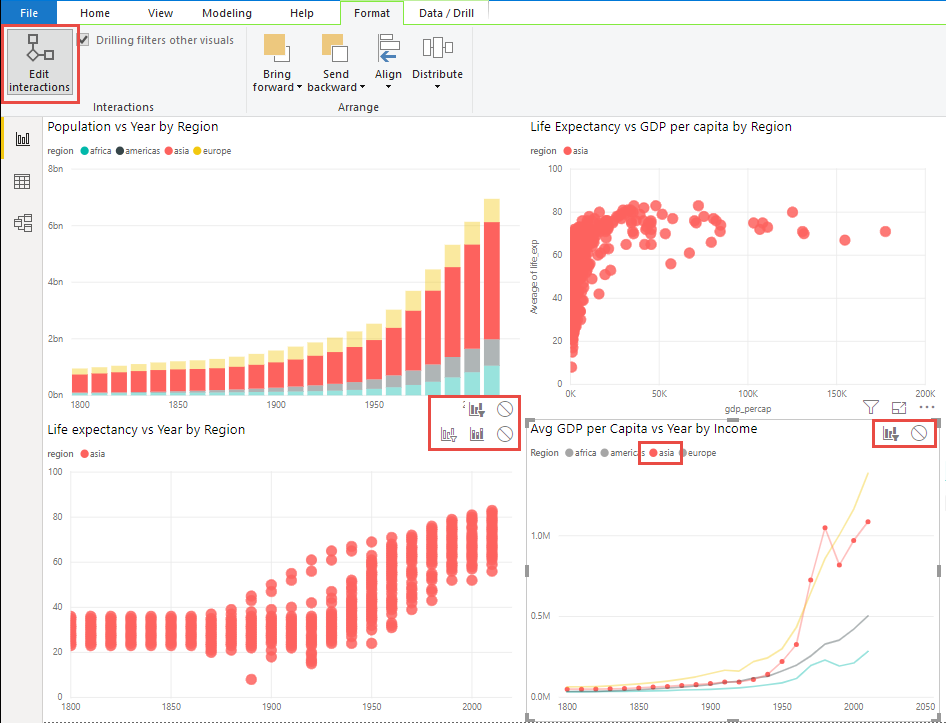 File Home View Modeling Help Format Data / Drill
Drilling filters other visuals
Edit interactions
Bring forward
Send backward
Align
Distribute
Interactions
Arrange
Population vs Year by Region
region africa americas asia europe
8bn
6bn
4bn
2bn
0bn
1800 1850 1900 1950
Life Expectancy vs GDP per capita by Region
region asia
Average of life_exp
100
80
60
40
20
0
0K 50K 100K 150K 200K
gdp_percap
Life expectancy vs Year by Region
region asia
100
80
60
40
20
0
1800 1850 1900 1950 2000
Avg GDP per Capita vs Year by Income
Region africa americas asia europe
1.0M
0.5M
0.0M
1800 1850 1900 1950 2000 2050